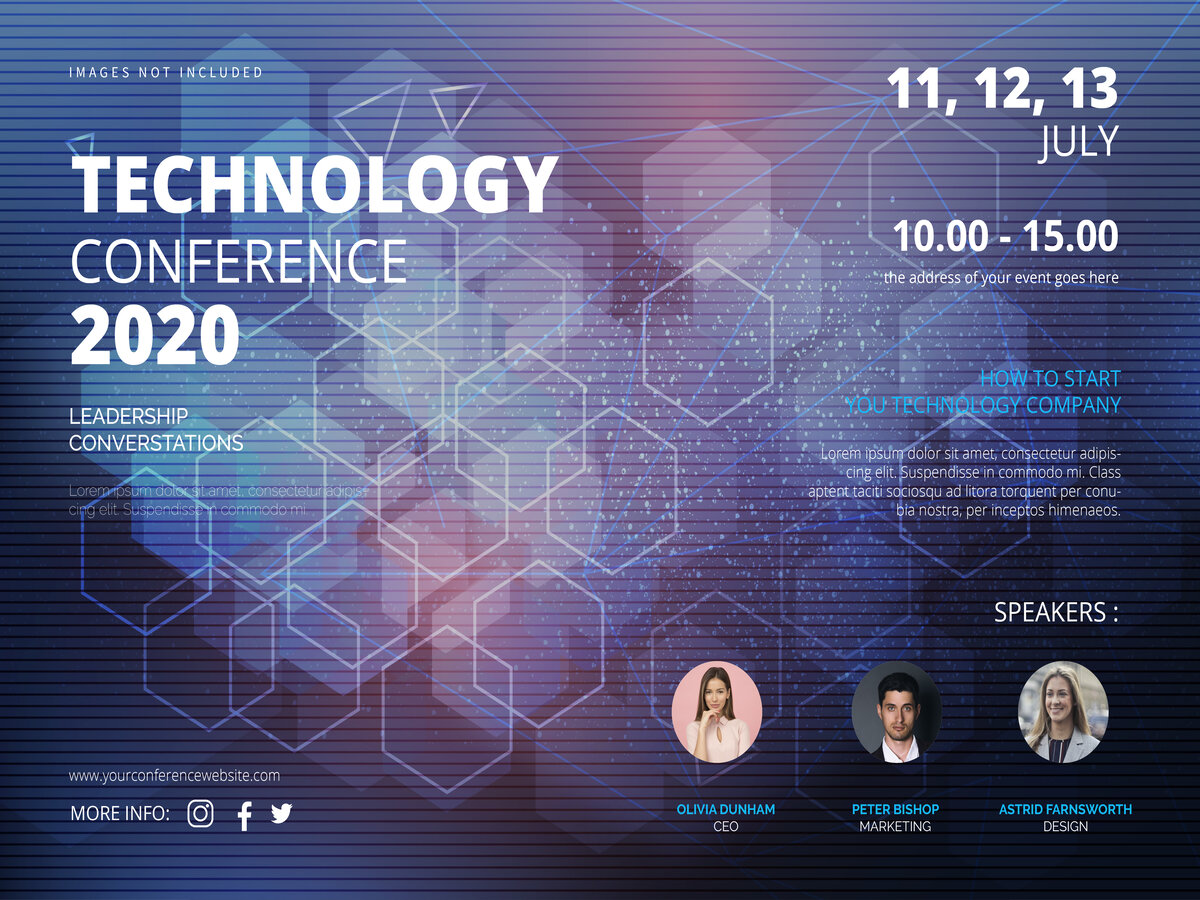 IMAGES NOT INCLUDED
TECHNOLOGY
CONFERENCE
2020
LEADERSHIP
CONVERSTATIONS
Lorem ipsum dolor sit amet, consectetur adipis-
cing elit. Suspendisse in commodo mi.
www.yourconferencewebsite.com
MORE INFO:
11, 12, 13
JULY
10.00 - 15.00
the address of your event goes here
HOW TO START
YOU TECHNOLOGY COMPANY
Lorem ipsum dolor sit amet, consectetur adipis-
cing elit. Suspendisse in commodo mi. Class
aptent taciti sociosqu ad litora torquent per conu-
bia nostra, per inceptos himenaeos.
SPEAKERS :
OLIVIA DUNHAM
CEO
PETER BISHOP
MARKETING
ASTRID FARNSWORTH
DESIGN